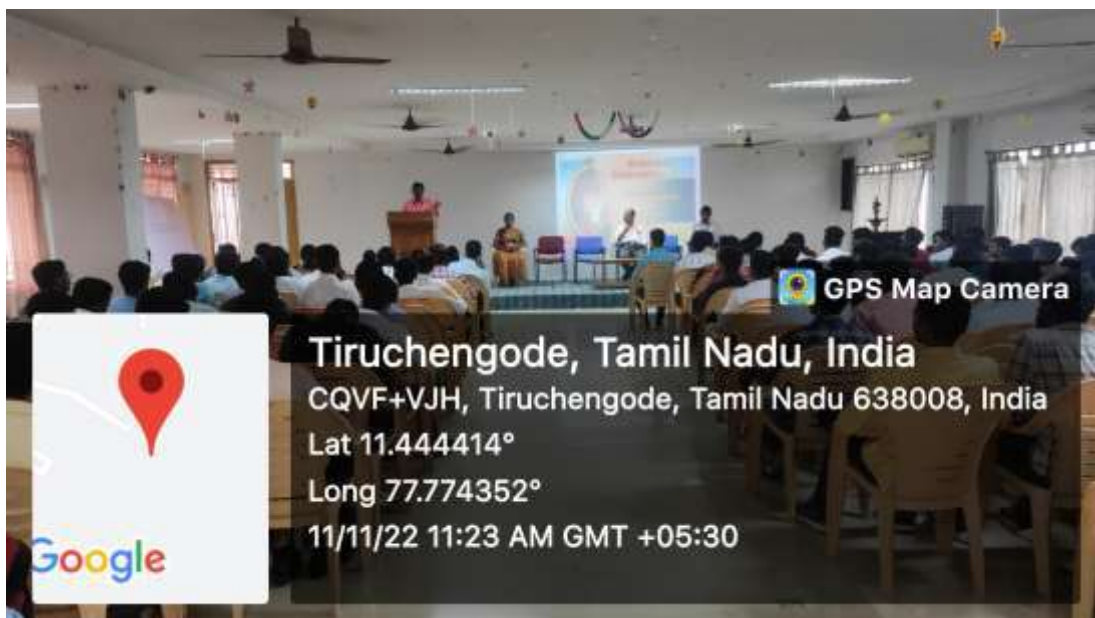 GPS Map Camera
Tiruchengode, Tamil Nadu, India
CQVF+VJH, Tiruchengode, Tamil Nadu 638008, India
Lat 11.444414°
Long 77.774352°
11/11/22 11:23 AM GMT +05:30
Google